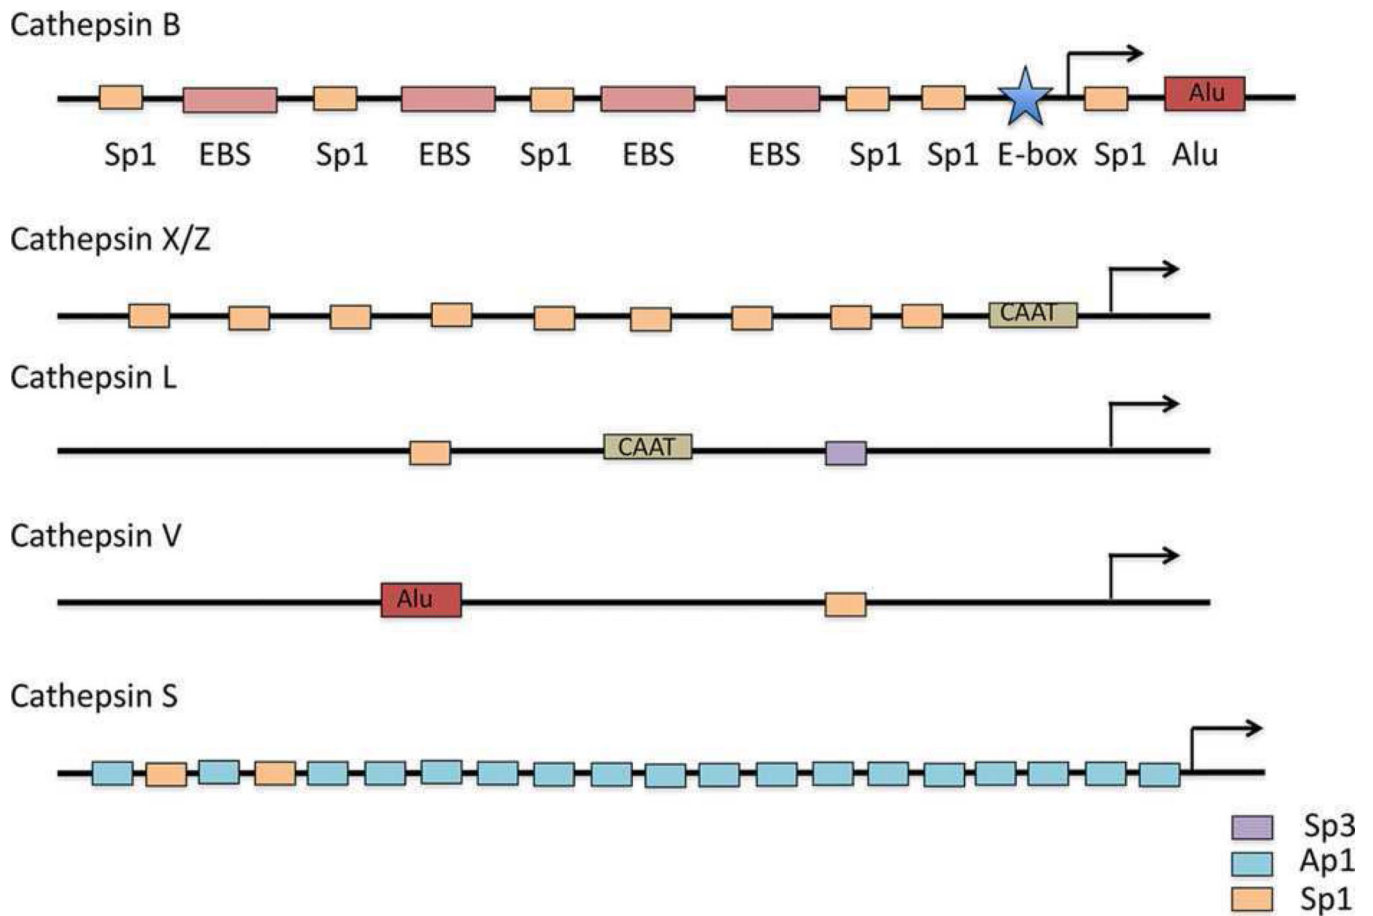 Cathepsin B
Alu
Sp1 EBS Sp1 EBS Sp1 EBS EBS Sp1 Sp1 E-box Sp1 Alu
Cathepsin X/Z
CAAT
Cathepsin L
CAAT
Cathepsin V
Alu
Cathepsin S
Sp3
Ap1
Sp1